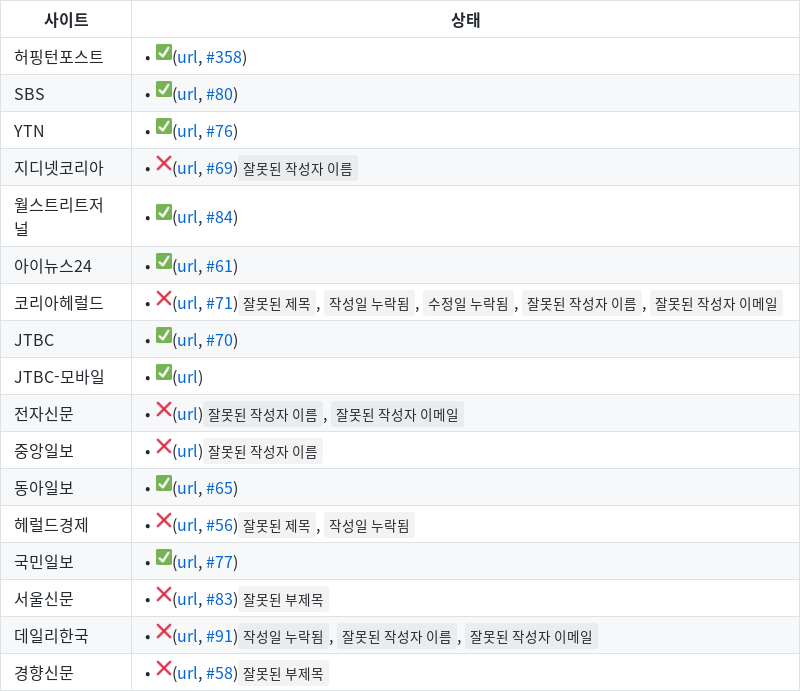 사이트 상태
허핑턴포스트 • ✅(url, #358)
SBS • ✅(url, #80)
YTN • ✅(url, #76)
지디넷코리아 • ❌(url, #69) 잘못된 작성자 이름
월스트리트저
널 • ✅(url, #84)
아이뉴스24 • ✅(url, #61)
코리아헤럴드 • ❌(url, #71) 잘못된 제목 , 작성일 누락됨 , 수정일 누락됨 , 잘못된 작성자 이름 , 잘못된 작성자 이메일
JTBC • ✅(url, #70)
JTBC-모바일 • ✅(url)
전자신문 • ❌(url) 잘못된 작성자 이름 , 잘못된 작성자 이메일
중앙일보 • ❌(url) 잘못된 작성자 이름
동아일보 • ✅(url, #65)
헤럴드경제 • ❌(url, #56) 잘못된 제목 , 작성일 누락됨
국민일보 • ✅(url, #77)
서울신문 • ❌(url, #83) 잘못된 부제목
데일리한국 • ❌(url, #91) 작성일 누락됨 , 잘못된 작성자 이름 , 잘못된 작성자 이메일
경향신문 • ❌(url, #58) 잘못된 부제목